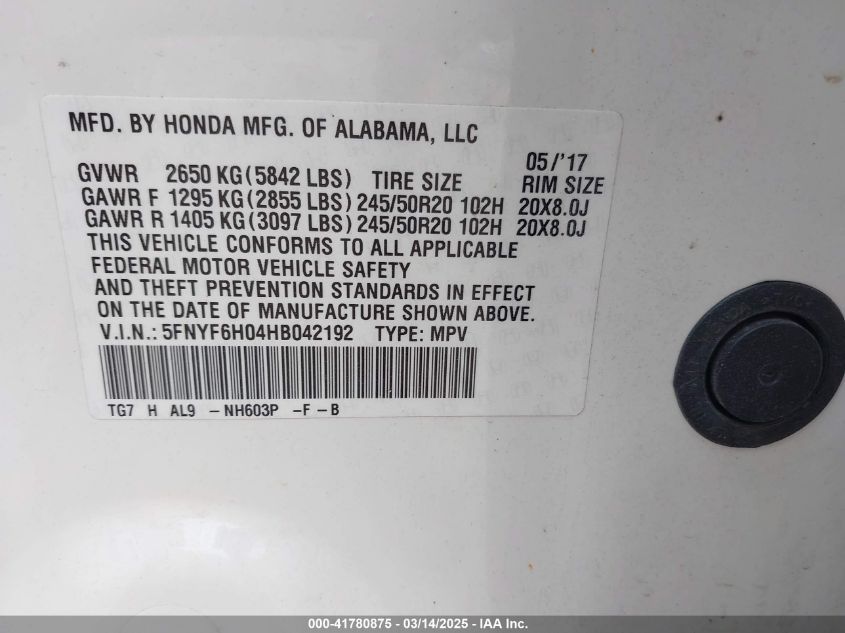 MFD. BY HONDA MFG. OF ALABAMA, LLC
05/'17
GVWR 2650 KG(5842 LBS) TIRE SIZE RIM SIZE
GAWR F 1295 KG(2855 LBS) 245/50R20 102H 20X8.0J
GAWR R 1405 KG(3097 LBS) 245/50R20 102H 20X8.0J
THIS VEHICLE CONFORMS TO ALL APPLICABLE
FEDERAL MOTOR VEHICLE SAFETY
AND THEFT PREVENTION STANDARDS IN EFFECT
ON THE DATE OF MANUFACTURE SHOWN ABOVE.
V.I.N.: 5FNYF6H04HB042192 TYPE: MPV
TG7 H AL9 -NH603P -F-B
000-41780875 - 03/14/2025 - IAA Inc.